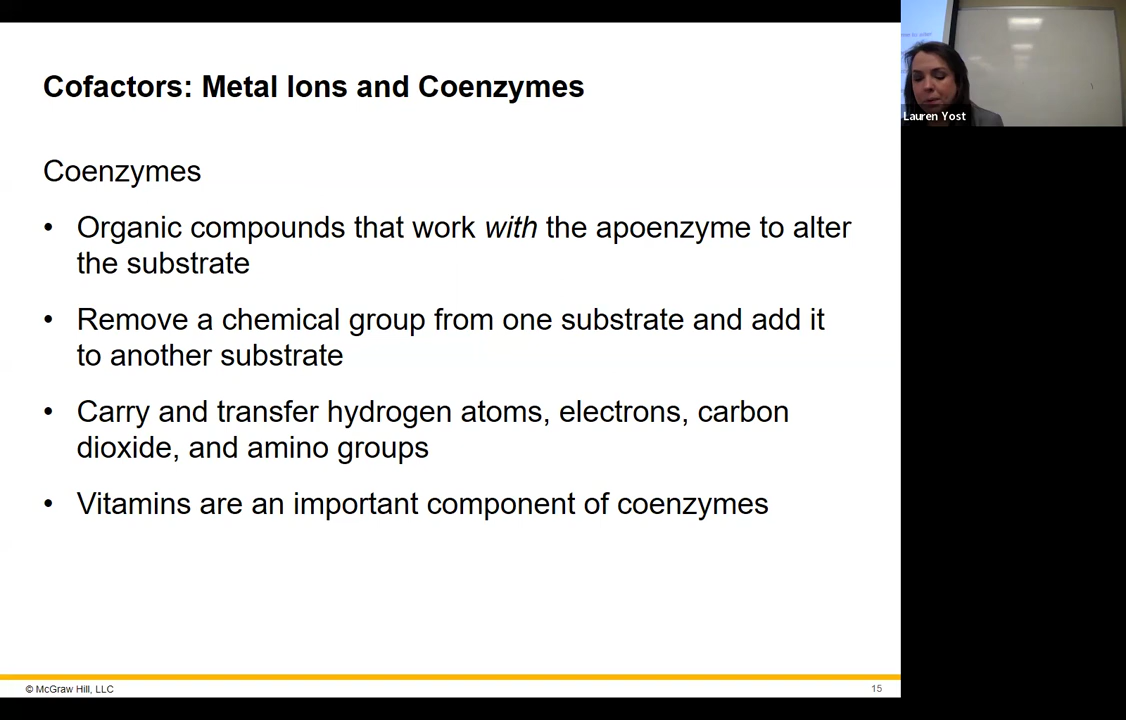 Cofactors: Metal Ions and Coenzymes
Coenzymes
• Organic compounds that work with the apoenzyme to alter
the substrate
• Remove a chemical group from one substrate and add it
to another substrate
• Carry and transfer hydrogen atoms, electrons, carbon
dioxide, and amino groups
• Vitamins are an important component of coenzymes
© McGraw Hill, LLC
15
Lauren Yost